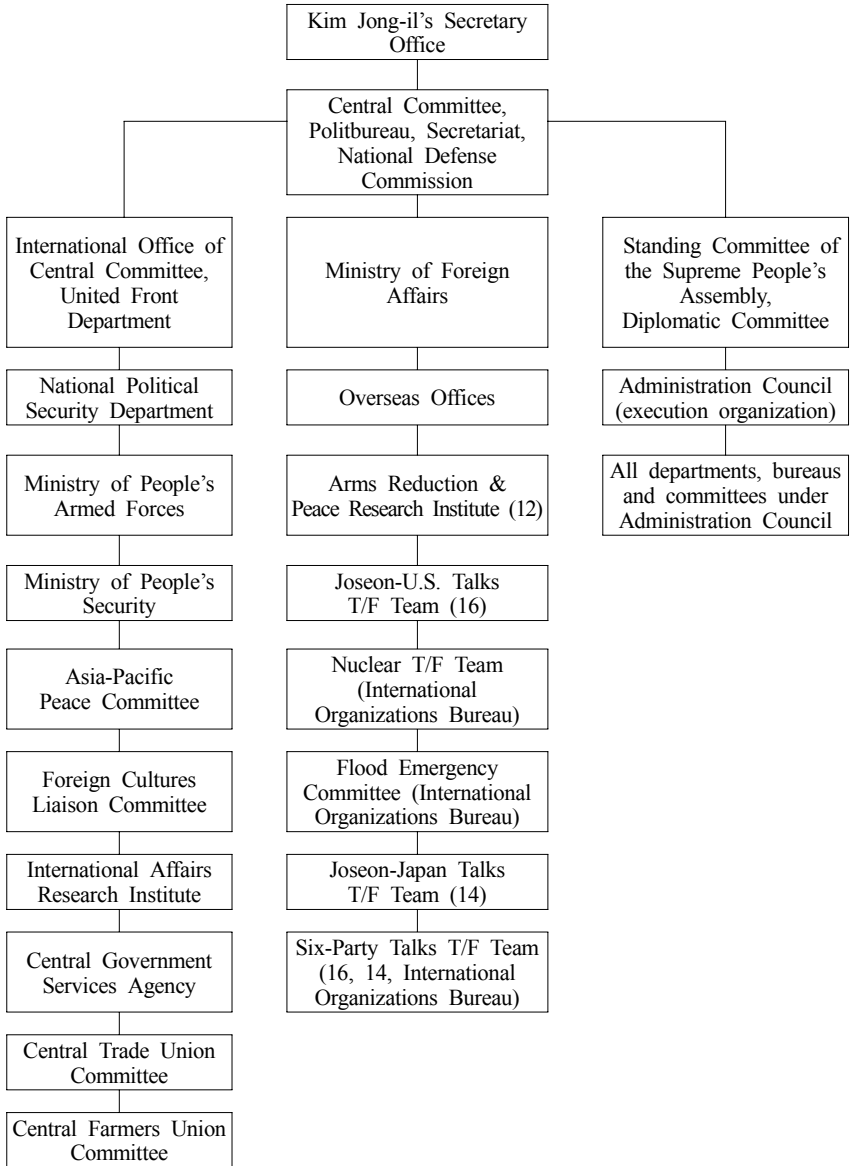 Kim Jong-il's Secretary
Office
Central Committee,
Politbureau, Secretariat,
National Defense
Commission
International Office of
Central Committee,
United Front
Department
National Political
Security Department
Ministry of People's
Armed Forces
Ministry of People's
Security
Asia-Pacific
Peace Committee
Foreign Cultures
Liaison Committee
International Affairs
Research Institute
Central Government
Services Agency
Central Trade Union
Committee
Central Farmers Union
Committee
Ministry of Foreign
Affairs
Overseas Offices
Arms Reduction &
Peace Research Institute (12)
Joseon-U.S. Talks
T/F Team (16)
Nuclear T/F Team
(International
Organizations Bureau)
Flood Emergency
Committee (International
Organizations Bureau)
Joseon-Japan Talks
T/F Team (14)
Six-Party Talks T/F Team
(16, 14, International
Organizations Bureau)
Standing Committee of
the Supreme People's
Assembly,
Diplomatic Committee
Administration Council
(execution organization)
All departments, bureaus
and committees under
Administration Council